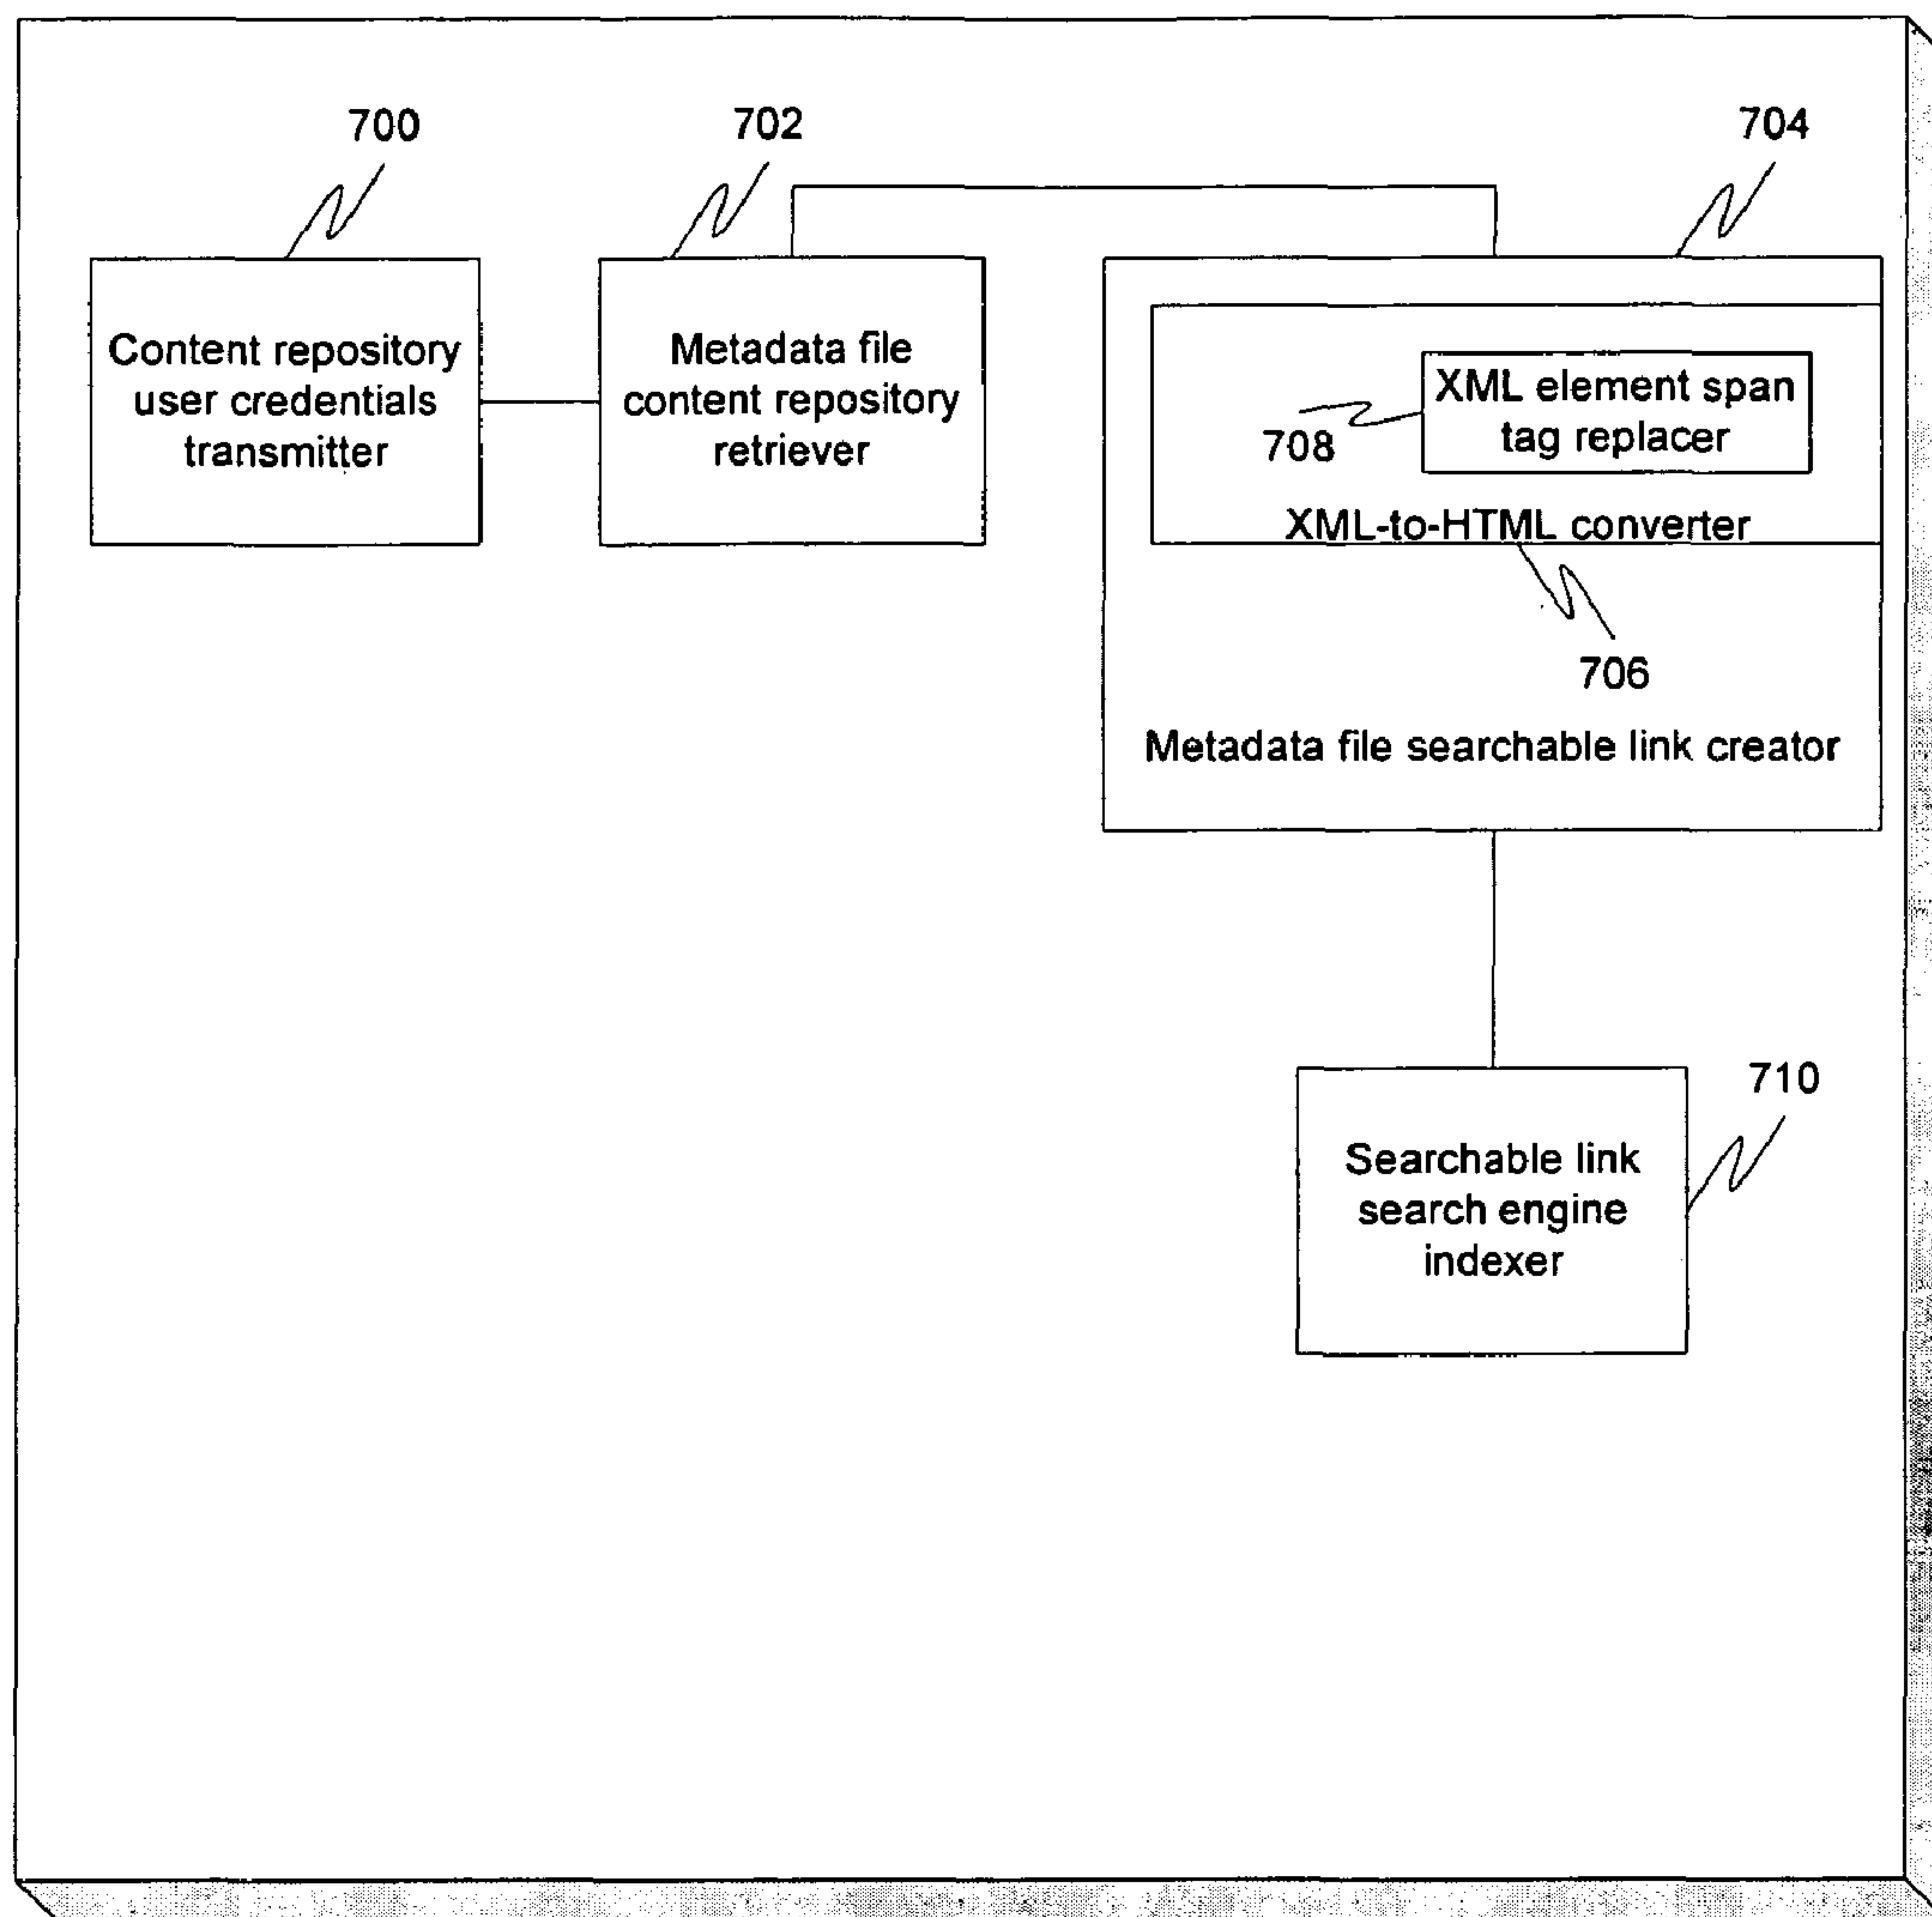 700
702
704
Content repository
user credentials
transmitter
Metadata file
content repository
retriever
XML element span
tag replacer
708
XML-to-HTML converter
706
Metadata file searchable link creator
710
Searchable link
search engine
indexer